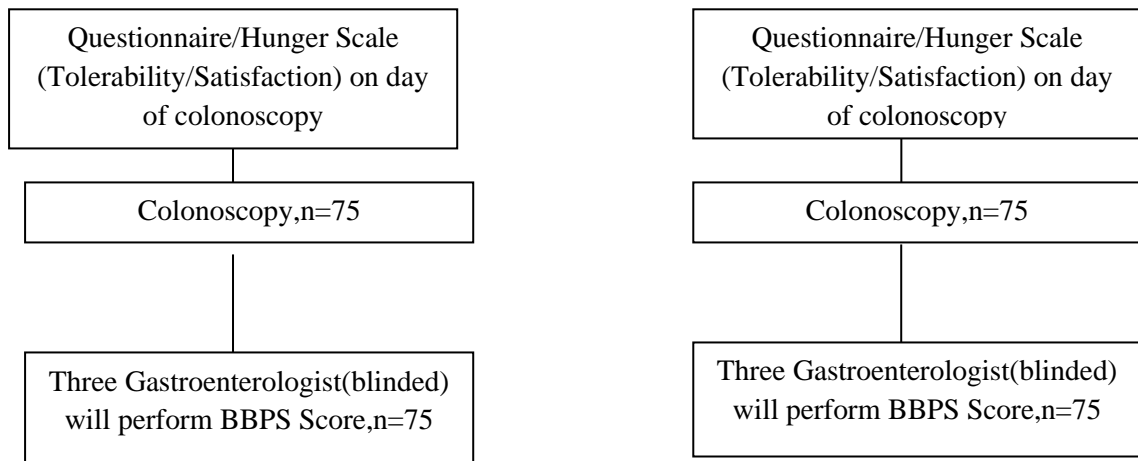 Questionnaire/Hunger Scale
(Tolerability/Satisfaction) on day
of colonoscopy
Questionnaire/Hunger Scale
(Tolerability/Satisfaction) on day
of colonoscopy
Colonoscopy,n=75
Colonoscopy,n=75
Three Gastroenterologist(blinded)
will perform BBPS Score,n=75
Three Gastroenterologist(blinded)
will perform BBPS Score,n=75